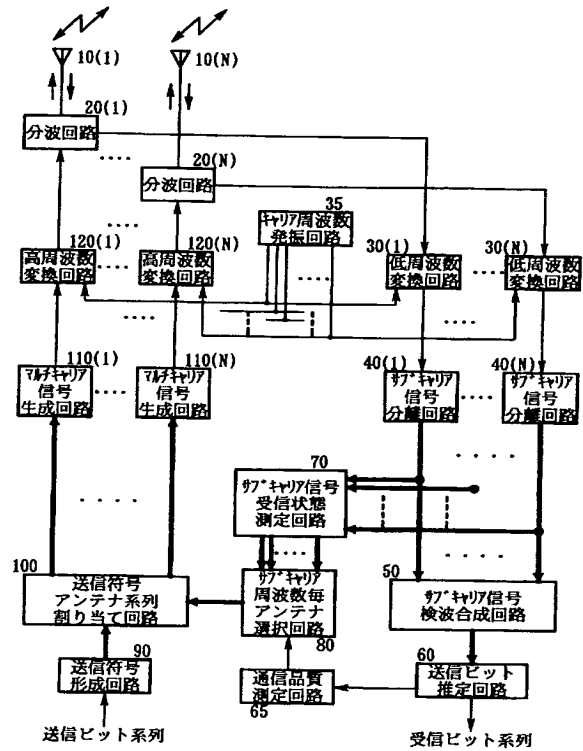 10(1)
10(N)
20(1)
分波回路
20(N)
分波回路
35
ｷｬﾘｱ周波数
発振回路
120(1)
高周波数
変換回路
120(N)
高周波数
変換回路
30(1)
低周波数
変換回路
30(N)
低周波数
変換回路
110(1)
ﾏﾙﾁｷｬﾘｱ
信号
生成回路
110(N)
ﾏﾙﾁｷｬﾘｱ
信号
生成回路
40(1)
ｻﾌﾞｷｬﾘｱ
信号
分離回路
40(N)
ｻﾌﾞｷｬﾘｱ
信号
分離回路
70
ｻﾌﾞｷｬﾘｱ信号
受信状態
測定回路
100
送信符号
アンテナ系列
割り当て回路
ｻﾌﾞｷｬﾘｱ
周波数毎
アンテナ
選択回路
80
50
ｻﾌﾞｷｬﾘｱ信号
検波合成回路
90
送信符号
形成回路
通信品質
測定回路
65
60
送信ビット
推定回路
送信ビット系列
受信ビット系列